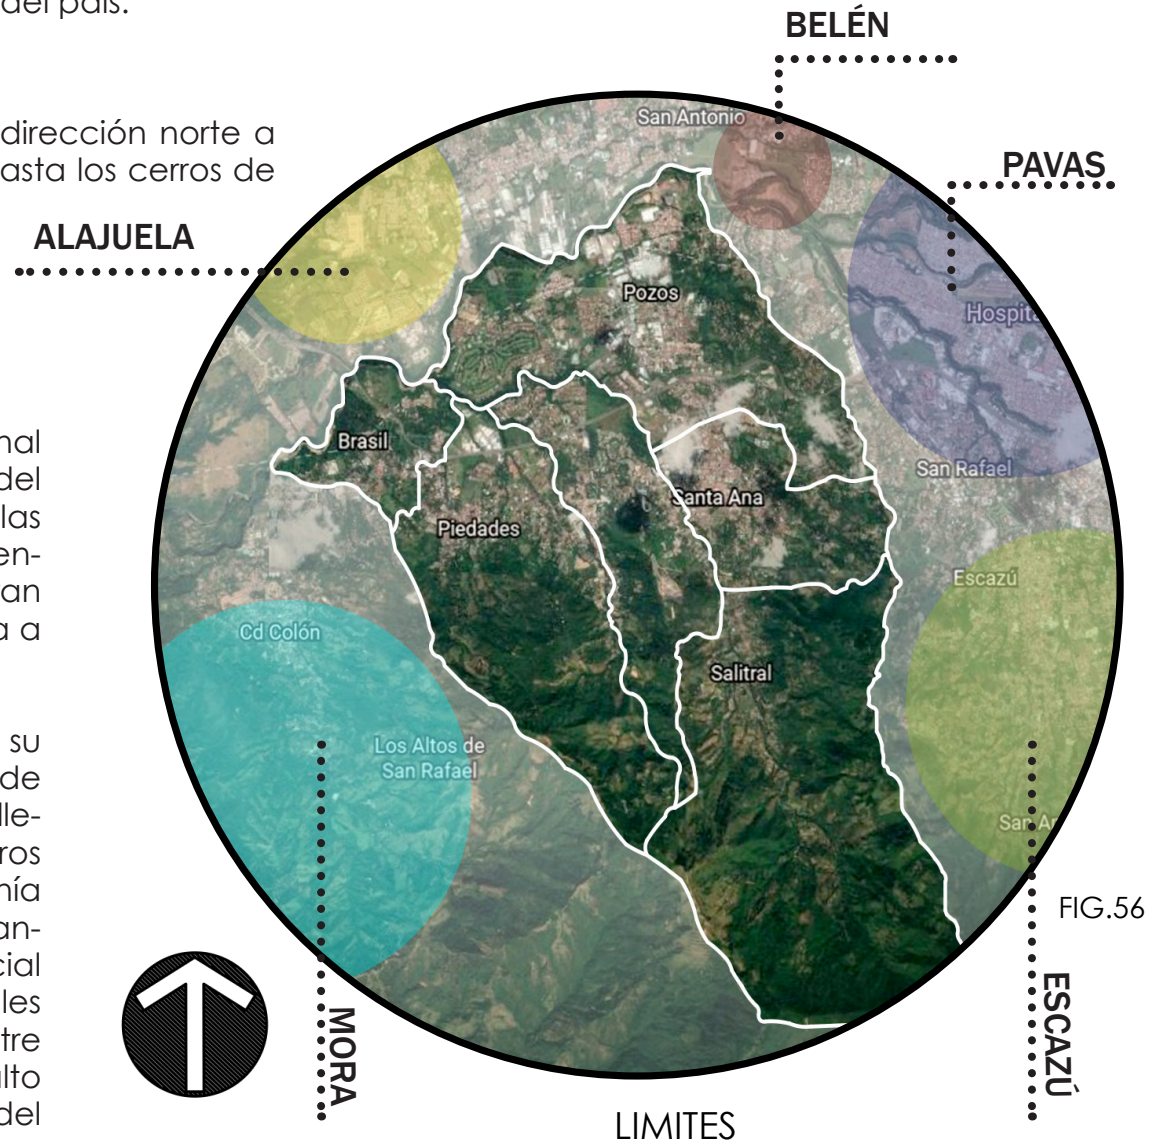 del país.
BELÉN
dirección norte a
asta los cerros de
San Antonio
PAVAS
ALAJUELA
Pozos
Hospit
nal
del
las
en-
an
a a
Brasil
San Rafael
Santa Ana
Piedades
Escazú
Cd Colón
Salitral
su
de
lle-
ros
nía
an-
cial
les
tre
alto
del
Los Altos de
San Rafael
San An
FIG.56
MORA
ESCAZÚ
LIMITES